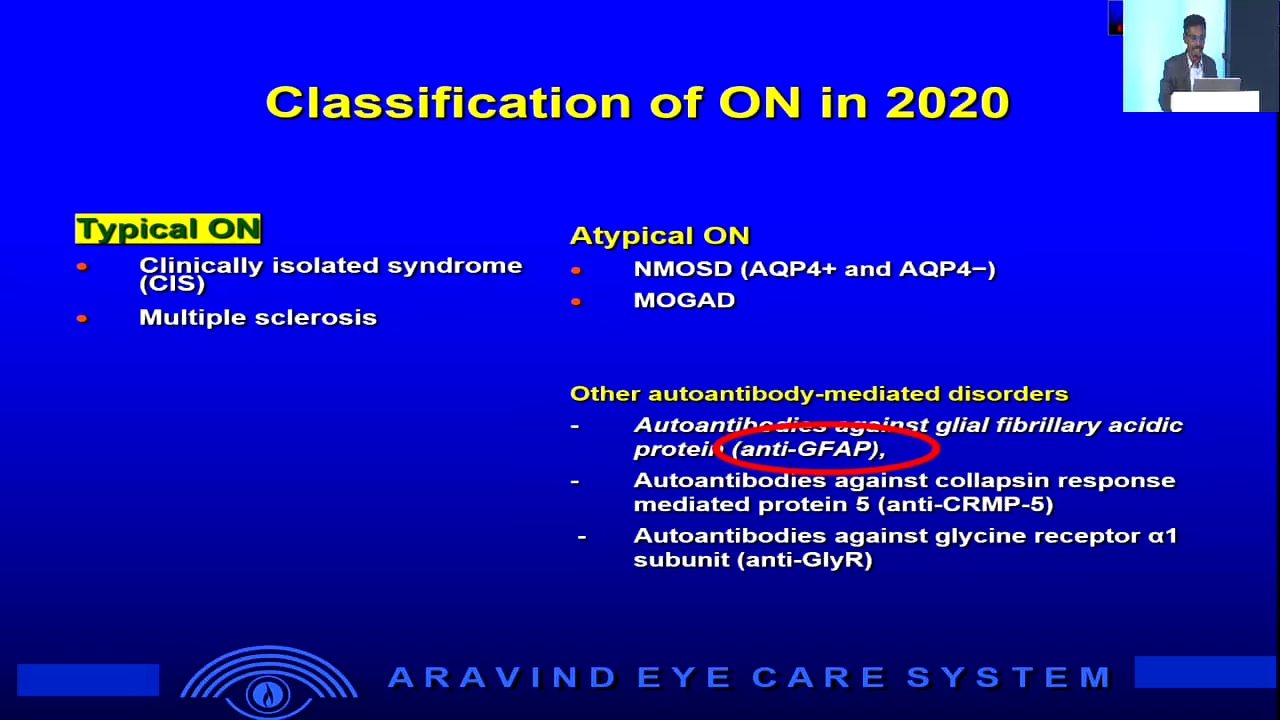 Classification of ON in 2020
Typical ON
• Clinically isolated syndrome
(CIS)
• Multiple sclerosis
Atypical ON
• NMOSD (AQP4+ and AQP4−)
• MOGAD
Other autoantibody-mediated disorders
- Autoantibodies against glial fibrillary acidic
protein (anti-GFAP),
- Autoantibodies against collapsin response
mediated protein 5 (anti-CRMP-5)
- Autoantibodies against glycine receptor α1
subunit (anti-GlyR)
ARAVIND EYE CARE SYSTEM